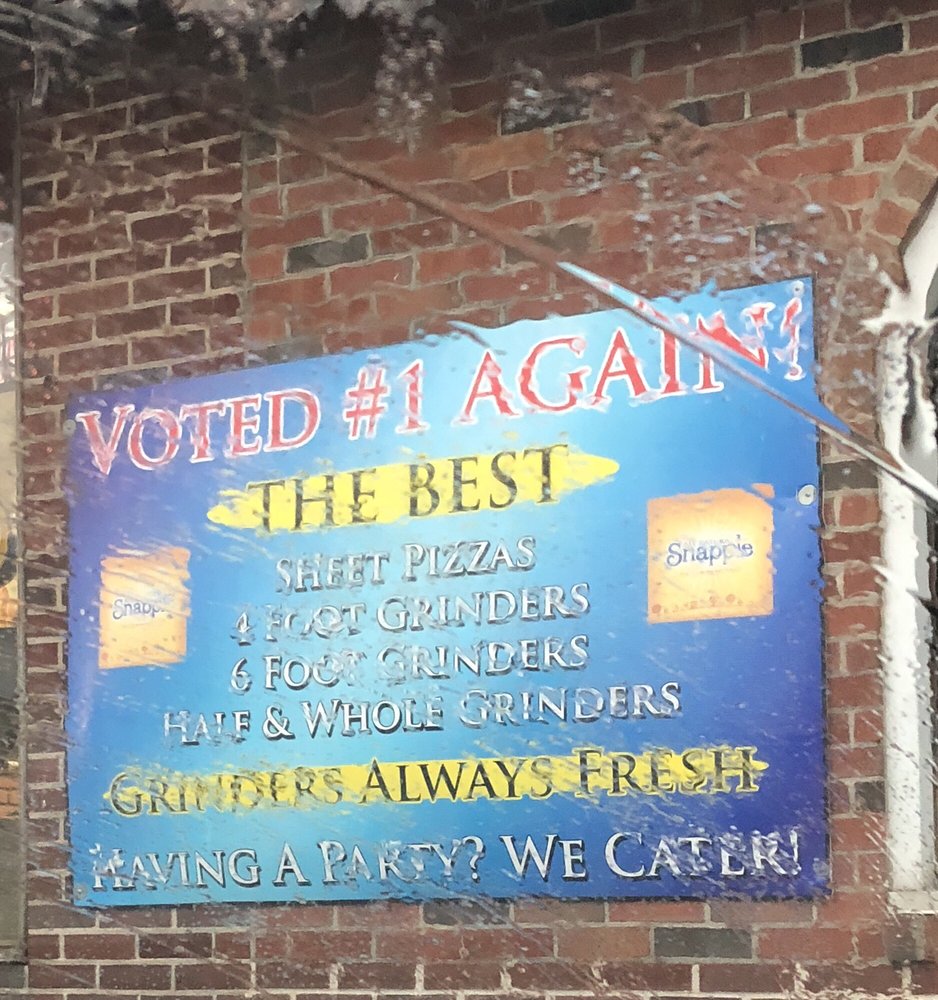 VOTED #1 AGAIN!
THE BEST
SHEET PIZZAS
4 FOOT GRINDERS
6 FOOT GRINDERS
HALF & WHOLE GRINDERS
GRINDERS ALWAYS FRESH
HAVING A PARTY? WE CATER!
Snapple
Snapple